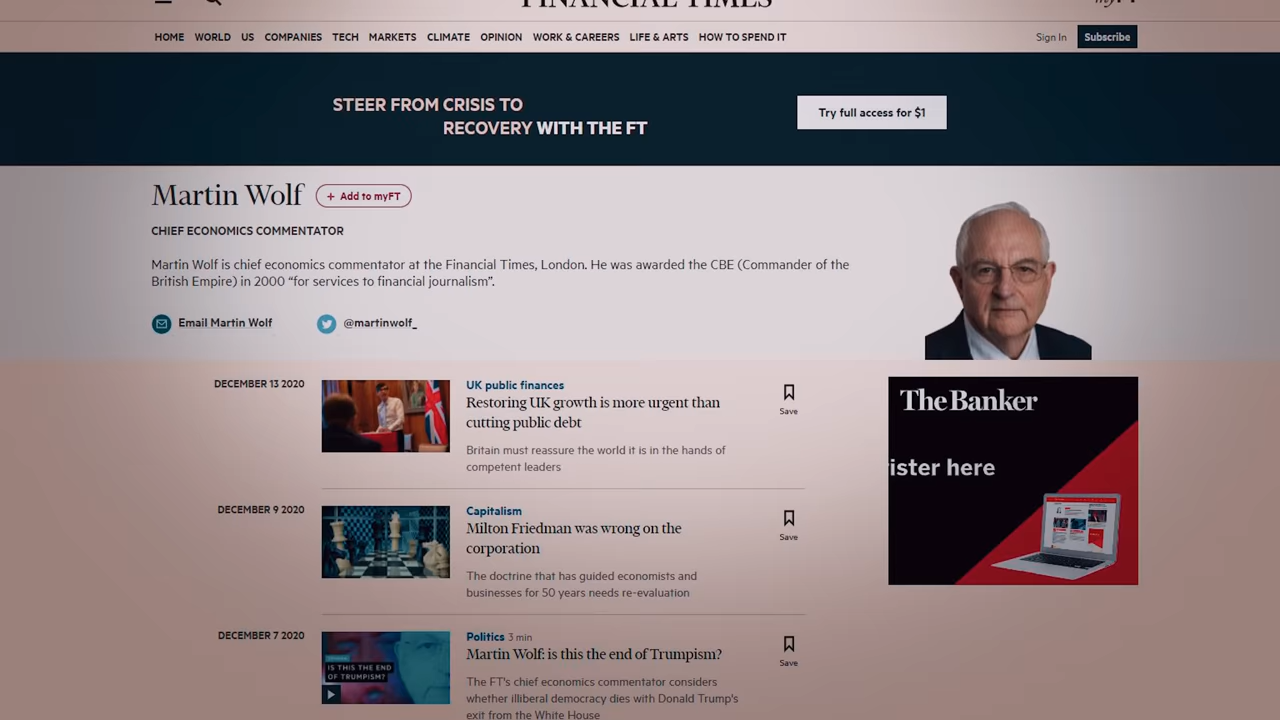 FINANCIAL TIMES
myFT
HOME WORLD US COMPANIES TECH MARKETS CLIMATE OPINION WORK & CAREERS LIFE & ARTS HOW TO SPEND IT
Sign In Subscribe
STEER FROM CRISIS TO
RECOVERY WITH THE FT
Try full access for $1
Martin Wolf + Add to myFT
CHIEF ECONOMICS COMMENTATOR
Martin Wolf is chief economics commentator at the Financial Times, London. He was awarded the CBE (Commander of the
British Empire) in 2000 “for services to financial journalism”.
Email Martin Wolf @martinwolf_
DECEMBER 13 2020
UK public finances
Restoring UK growth is more urgent than
cutting public debt
Britain must reassure the world it is in the hands of
competent leaders
Save
The Banker
ister here
DECEMBER 9 2020
Capitalism
Milton Friedman was wrong on the
corporation
The doctrine that has guided economists and
businesses for 50 years needs re-evaluation
Save
DECEMBER 7 2020
IS THIS THE END
OF TRUMPISM?
Politics 3 min
Martin Wolf: is this the end of Trumpism?
The FT's chief economics commentator considers
whether illiberal democracy dies with Donald Trump's
exit from the White House
Save